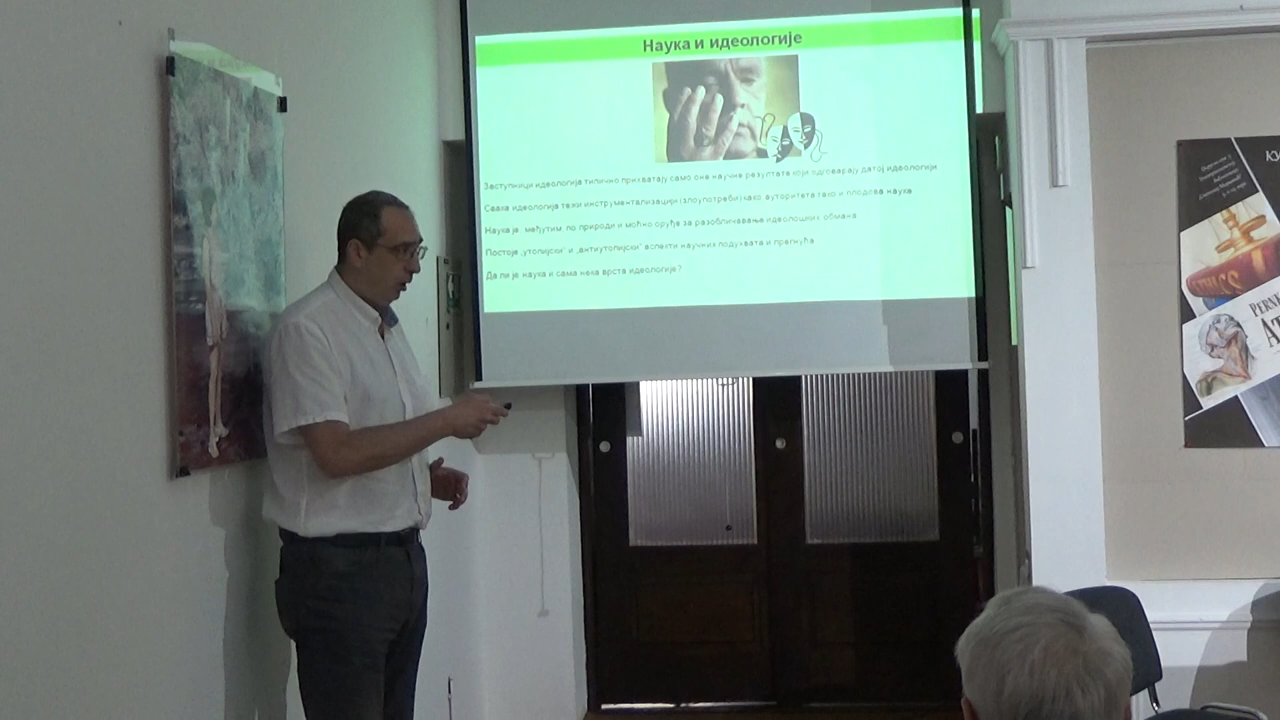 Наука и идеологије
Заступници идеологија типично прихватају само оне научне резултате који одговарају датој идеологији
Свака идеологија тежи инструментализацији (злоупотреби) како ауторитета тако и плодова науке
Наука је, међутим, по природи и моћно оруђе за разобличавање идеолошких обмана
Постоје „утопијски“ и „антиутопијски“ аспекти научних подухвата и прегнућа
Да ли је наука и сама нека врста идеологије?